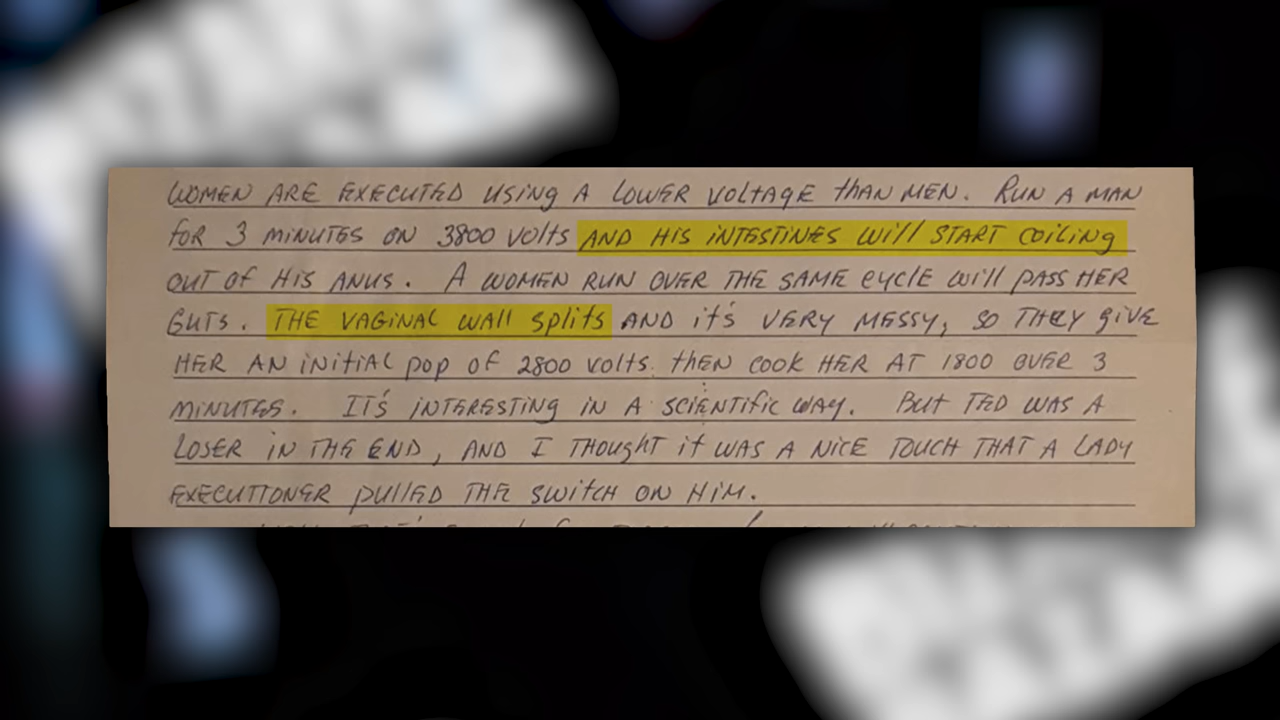 WOMEN ARE EXECUTED USING A LOWER VOLTAGE THAN MEN. RUN A MAN
FOR 3 MINUTES ON 3800 VOLTS AND HIS INTESTINES WILL START COILING
OUT OF HIS ANUS. A WOMEN RUN OVER THE SAME CYCLE WILL PASS HER
GUTS. THE VAGINAL WALL SPLITS AND IT'S VERY MESSY, SO THEY GIVE
HER AN INITIAL POP OF 2800 VOLTS THEN COOK HER AT 1800 OVER 3
MINUTES. IT'S INTERESTING IN A SCIENTIFIC WAY. BUT TED WAS A
LOSER IN THE END, AND I THOUGHT IT WAS A NICE TOUCH THAT A LADY
EXECUTIONER PULLED THE SWITCH ON HIM.